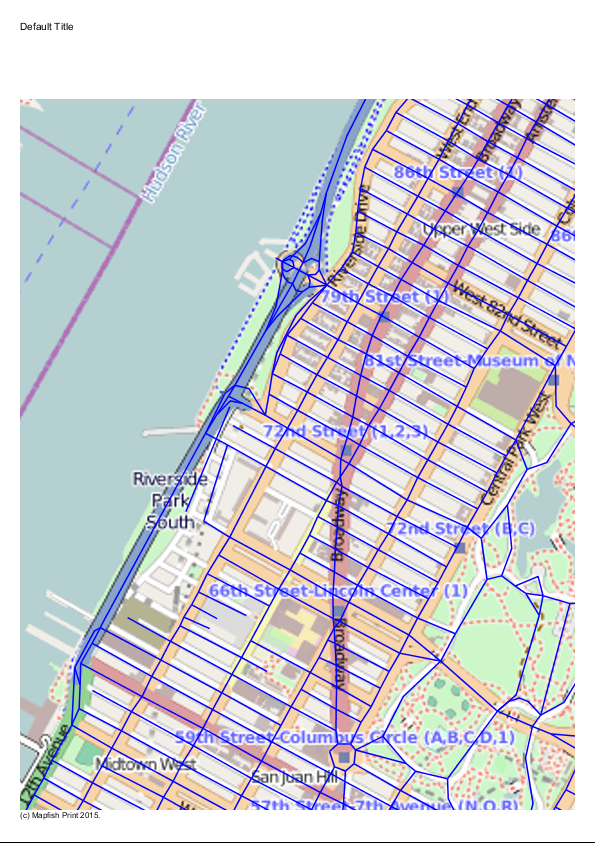 Default Title
Hudson River
West End
Broadway
Amste
86th Street (1)
Riverside Drive
Upper West Side
Col
86t
79th Street (1)
West 82nd Street
81st Street-Museum of N
Central Park West
72nd Street (1,2,3)
Riverside
Park
South
Broadway
72nd Street (B,C)
66th Street-Lincoln Center (1)
Broadway
59th Street-Columbus Circle (A,B,C,D,1)
12th Avenue
Midtown West
San Juan Hill
57th Street-7th Avenue (N,Q,R)
(c) Mapfish Print 2015.